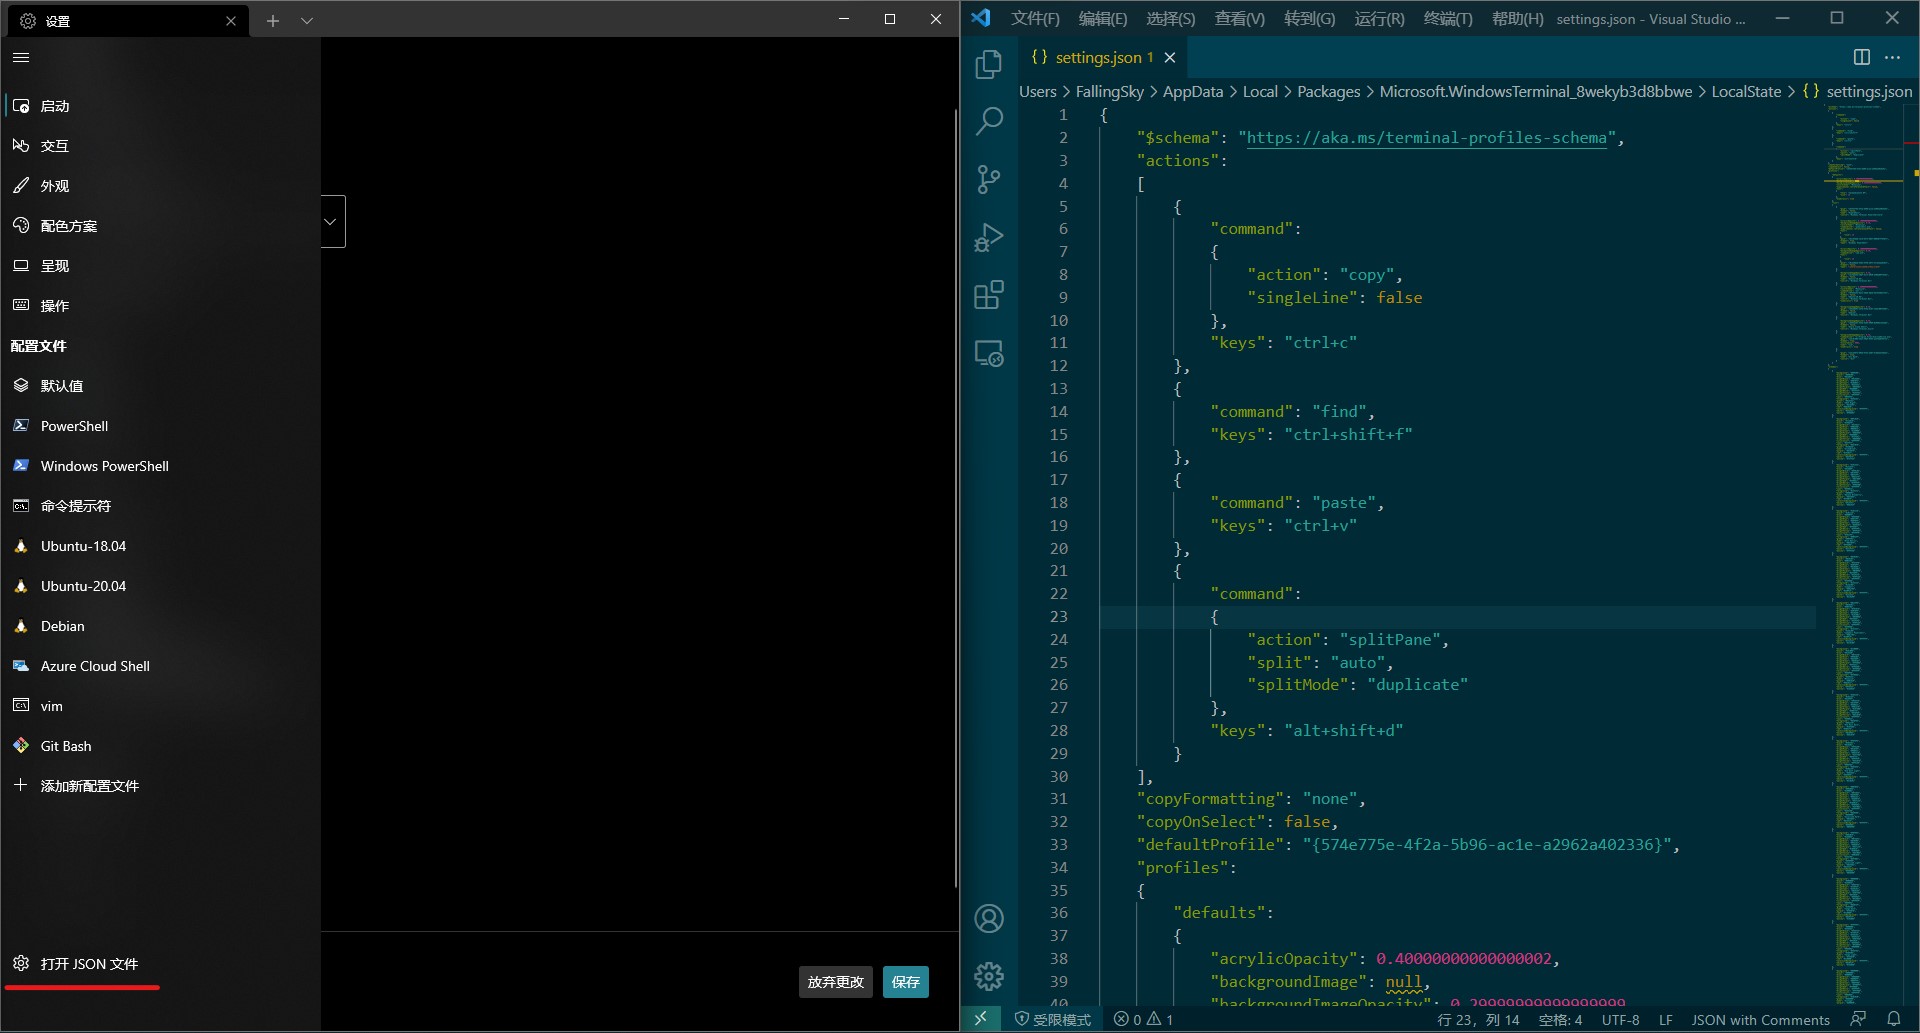 设置
启动
交互
外观
配色方案
呈现
操作
配置文件
默认值
PowerShell
Windows PowerShell
命令提示符
Ubuntu-18.04
Ubuntu-20.04
Debian
Azure Cloud Shell
vim
Git Bash
添加新配置文件
打开 JSON 文件
放弃更改 保存
文件(F) 编辑(E) 选择(S) 查看(V) 转到(G) 运行(R) 终端(T) 帮助(H) settings.json - Visual Studio ...
{} settings.json 1
Users > FallingSky > AppData > Local > Packages > Microsoft.WindowsTerminal_8wekyb3d8bbwe > LocalState > {} settings.json
1 {
2 "$schema": "https://aka.ms/terminal-profiles-schema",
3 "actions":
4 [
5 {
6 "command":
7 {
8 "action": "copy",
9 "singleLine": false
10 },
11 "keys": "ctrl+c"
12 },
13 {
14 "command": "find",
15 "keys": "ctrl+shift+f"
16 },
17 {
18 "command": "paste",
19 "keys": "ctrl+v"
20 },
21 {
22 "command":
23 {
24 "action": "splitPane",
25 "split": "auto",
26 "splitMode": "duplicate"
27 },
28 "keys": "alt+shift+d"
29 }
30 ],
31 "copyFormatting": "none",
32 "copyOnSelect": false,
33 "defaultProfile": "{574e775e-4f2a-5b96-ac1e-a2962a402336}",
34 "profiles":
35 {
36 "defaults":
37 {
38 "acrylicOpacity": 0.40000000000000002,
39 "backgroundImage": null,
40 "backgroundImageOpacity": 0.29999999999999999
受限模式 0 1 行 23，列 14 空格: 4 UTF-8 LF JSON with Comments